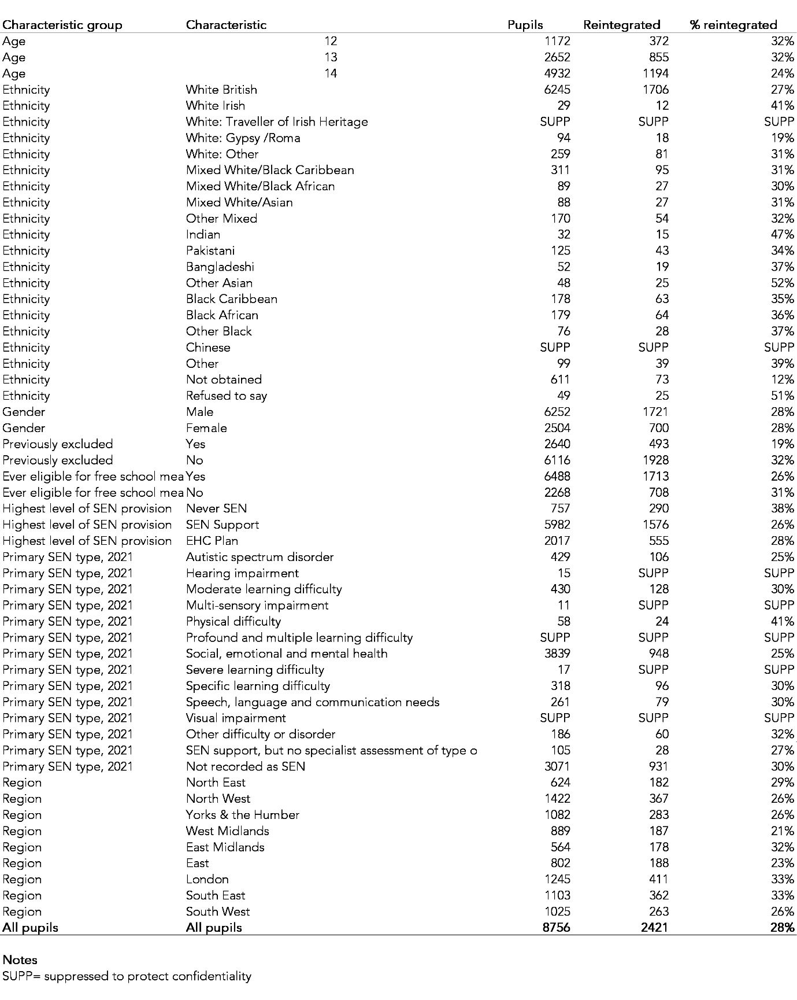 Characteristic group Characteristic Pupils Reintegrated % reintegrated
Age 12 1172 372 32%
Age 13 2652 855 32%
Age 14 4932 1194 24%
Ethnicity White British 6245 1706 27%
Ethnicity White Irish 29 12 41%
Ethnicity White: Traveller of Irish Heritage SUPP SUPP SUPP
Ethnicity White: Gypsy /Roma 94 18 19%
Ethnicity White: Other 259 81 31%
Ethnicity Mixed White/Black Caribbean 311 95 31%
Ethnicity Mixed White/Black African 89 27 30%
Ethnicity Mixed White/Asian 88 27 31%
Ethnicity Other Mixed 170 54 32%
Ethnicity Indian 32 15 47%
Ethnicity Pakistani 125 43 34%
Ethnicity Bangladeshi 52 19 37%
Ethnicity Other Asian 48 25 52%
Ethnicity Black Caribbean 178 63 35%
Ethnicity Black African 179 64 36%
Ethnicity Other Black 76 28 37%
Ethnicity Chinese SUPP SUPP SUPP
Ethnicity Other 99 39 39%
Ethnicity Not obtained 611 73 12%
Ethnicity Refused to say 49 25 51%
Gender Male 6252 1721 28%
Gender Female 2504 700 28%
Previously excluded Yes 2640 493 19%
Previously excluded No 6116 1928 32%
Ever eligible for free school mea Yes 6488 1713 26%
Ever eligible for free school mea No 2268 708 31%
Highest level of SEN provision Never SEN 757 290 38%
Highest level of SEN provision SEN Support 5982 1576 26%
Highest level of SEN provision EHC Plan 2017 555 28%
Primary SEN type, 2021 Autistic spectrum disorder 429 106 25%
Primary SEN type, 2021 Hearing impairment 15 SUPP SUPP
Primary SEN type, 2021 Moderate learning difficulty 430 128 30%
Primary SEN type, 2021 Multi-sensory impairment 11 SUPP SUPP
Primary SEN type, 2021 Physical difficulty 58 24 41%
Primary SEN type, 2021 Profound and multiple learning difficulty SUPP SUPP SUPP
Primary SEN type, 2021 Social, emotional and mental health 3839 948 25%
Primary SEN type, 2021 Severe learning difficulty 17 SUPP SUPP
Primary SEN type, 2021 Specific learning difficulty 318 96 30%
Primary SEN type, 2021 Speech, language and communication needs 261 79 30%
Primary SEN type, 2021 Visual impairment SUPP SUPP SUPP
Primary SEN type, 2021 Other difficulty or disorder 186 60 32%
Primary SEN type, 2021 SEN support, but no specialist assessment of type o 105 28 27%
Primary SEN type, 2021 Not recorded as SEN 3071 931 30%
Region North East 624 182 29%
Region North West 1422 367 26%
Region Yorks & the Humber 1082 283 26%
Region West Midlands 889 187 21%
Region East Midlands 564 178 32%
Region East 802 188 23%
Region London 1245 411 33%
Region South East 1103 362 33%
Region South West 1025 263 26%
All pupils All pupils 8756 2421 28%
Notes
SUPP= suppressed to protect confidentiality